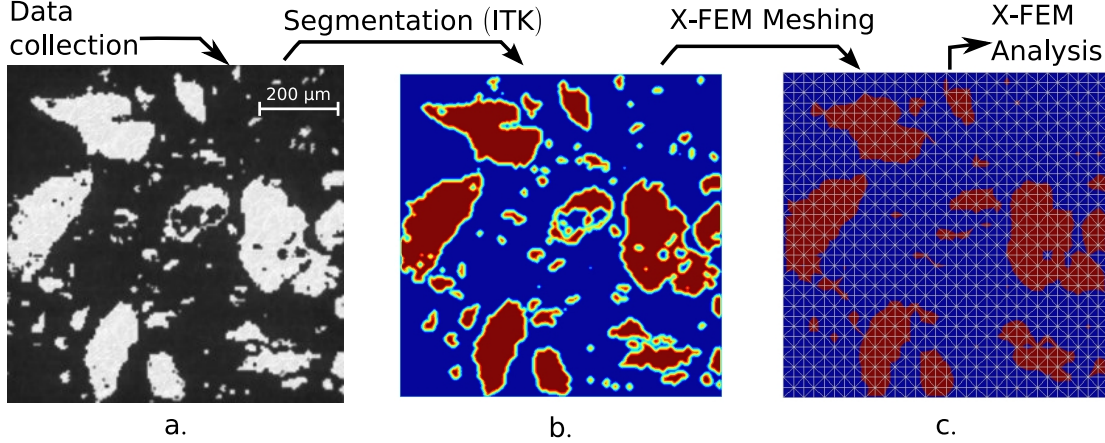 Data
collection
Segmentation (ITK)
X-FEM Meshing
X-FEM
Analysis
200 μm
a.
b.
c.